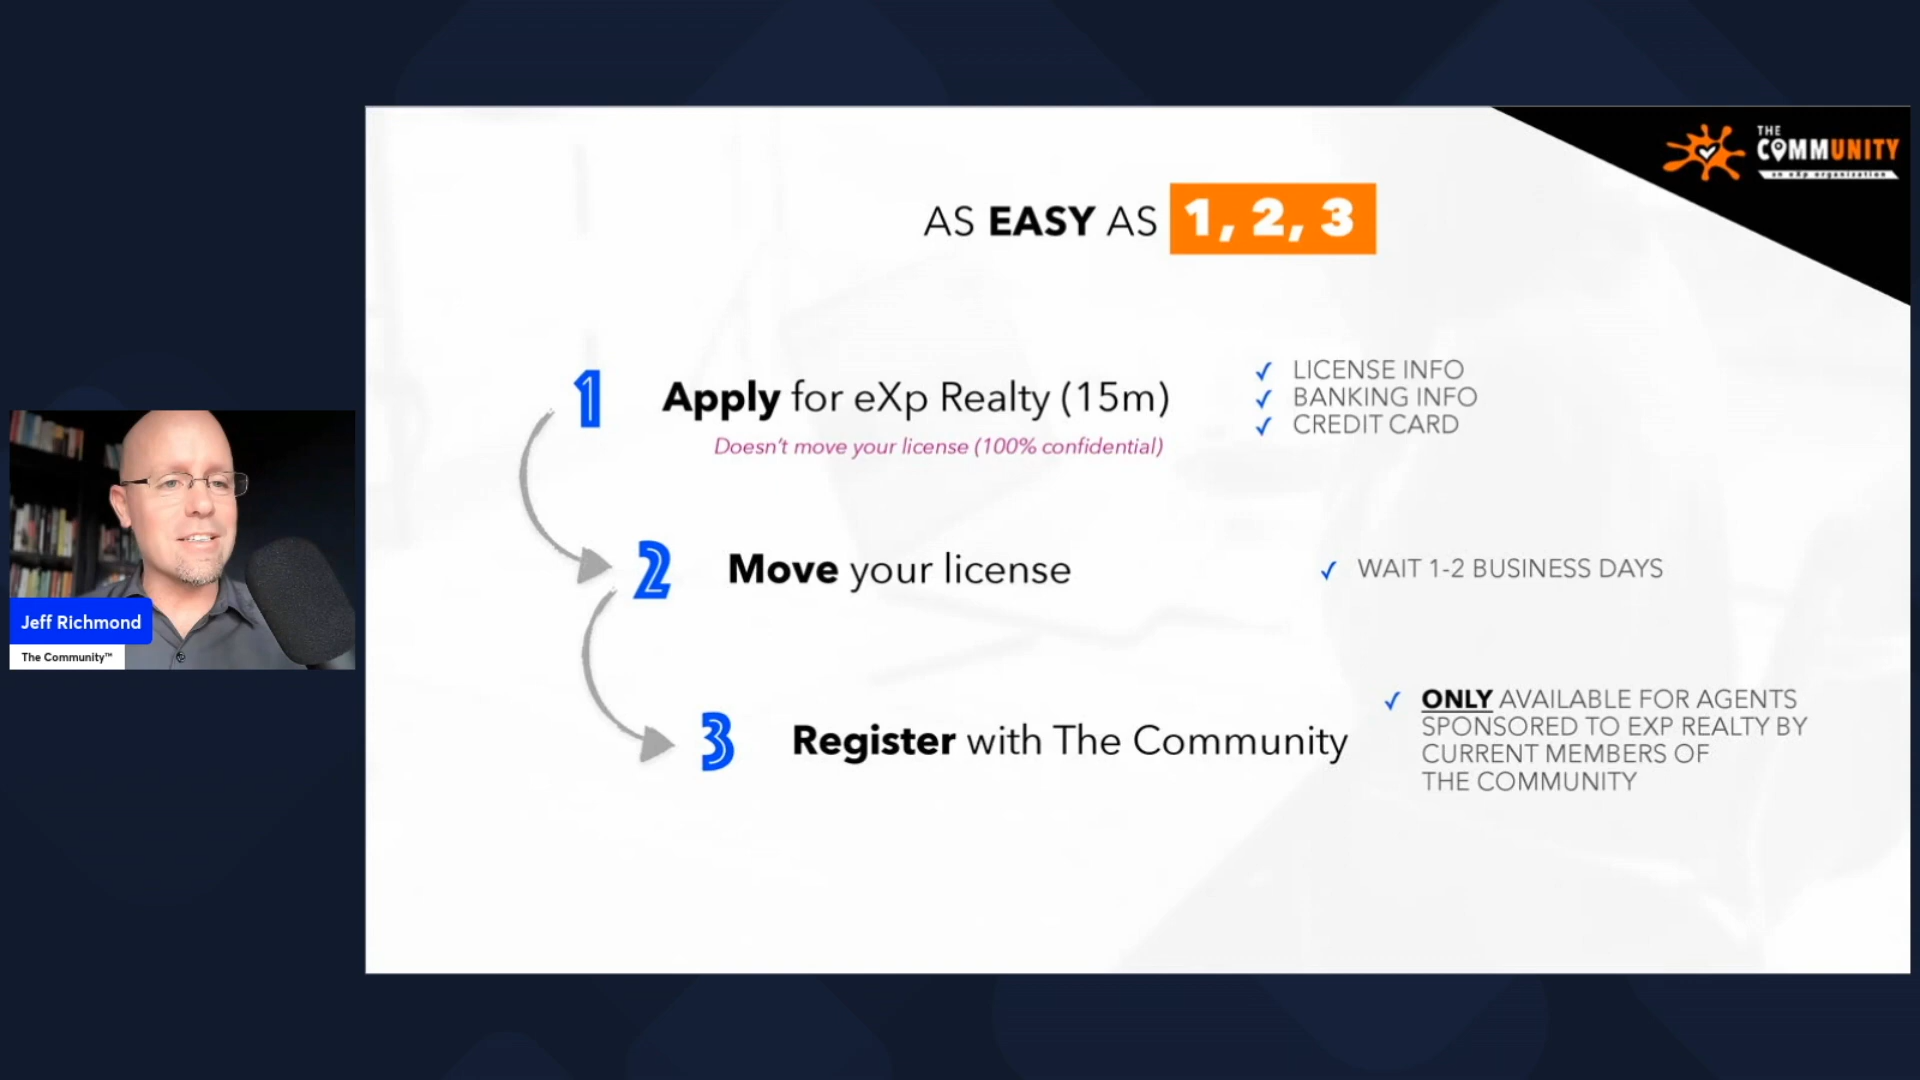 THE
COMMUNITY
an eXp organization
AS EASY AS 1, 2, 3
1 Apply for eXp Realty (15m)
Doesn't move your license (100% confidential)
✓ LICENSE INFO
✓ BANKING INFO
✓ CREDIT CARD
2 Move your license
✓ WAIT 1-2 BUSINESS DAYS
3 Register with The Community
✓ ONLY AVAILABLE FOR AGENTS
SPONSORED TO EXP REALTY BY
CURRENT MEMBERS OF
THE COMMUNITY
Jeff Richmond
The Community™